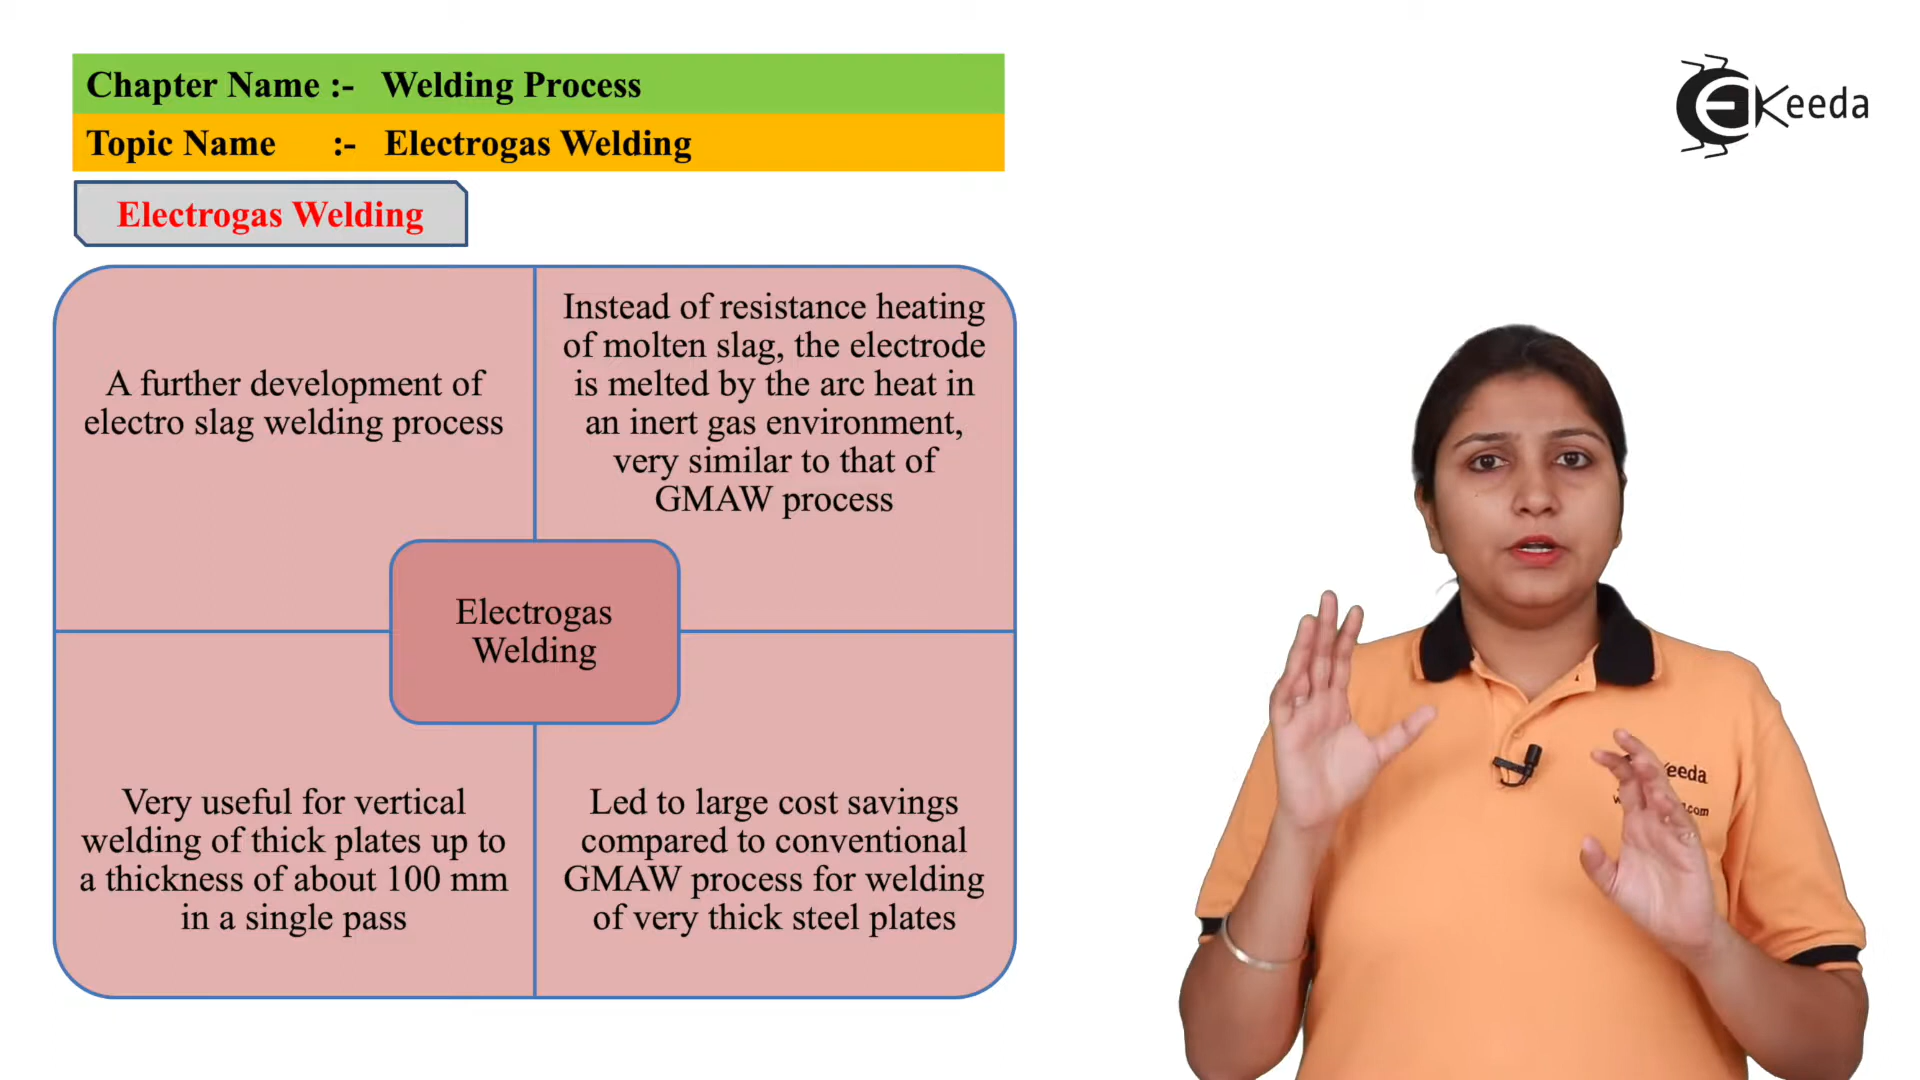 Chapter Name :- Welding Process
Topic Name :- Electrogas Welding
Electrogas Welding
A further development of
electro slag welding process
Instead of resistance heating
of molten slag, the electrode
is melted by the arc heat in
an inert gas environment,
very similar to that of
GMAW process
Electrogas
Welding
Very useful for vertical
welding of thick plates up to
a thickness of about 100 mm
in a single pass
Led to large cost savings
compared to conventional
GMAW process for welding
of very thick steel plates
EKeeda
eeda
.com